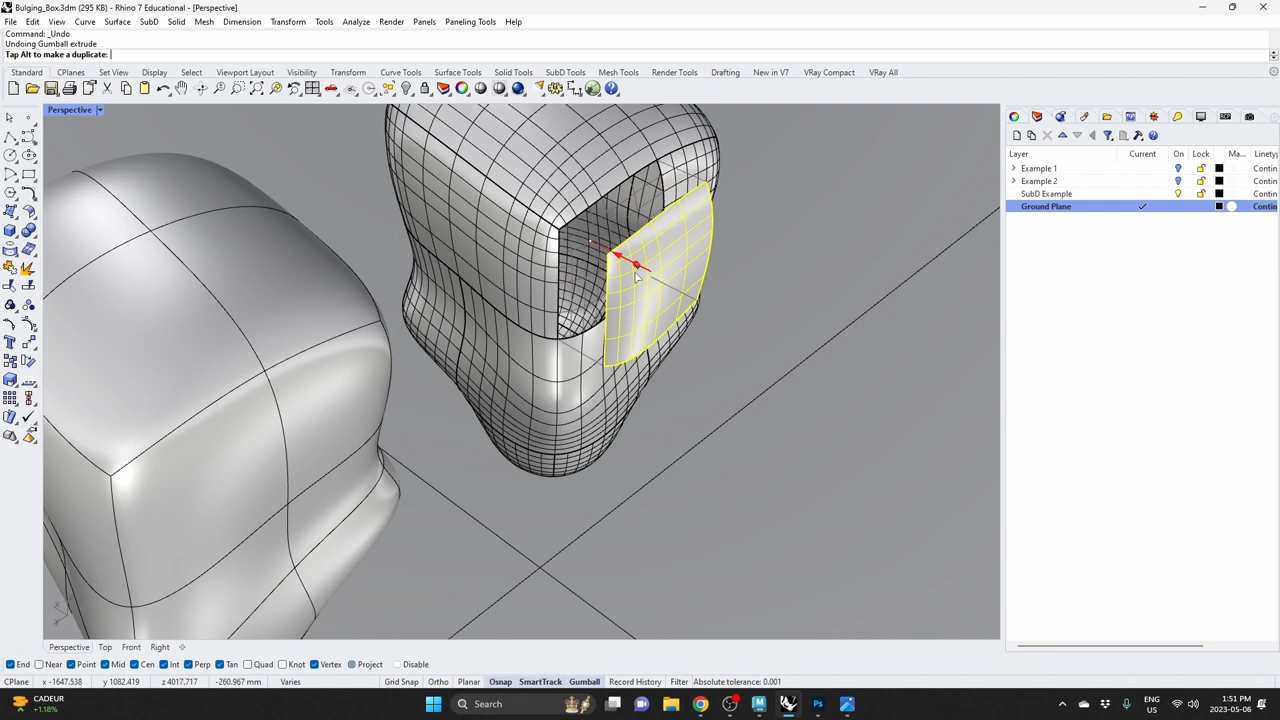 Bulging_Box.3dm (295 KB) - Rhino 7 Educational - [Perspective]
File Edit View Curve Surface SubD Solid Mesh Dimension Transform Tools Analyze Render Panels Paneling Tools Help
Command: _Undo
Undoing Gumball extrude
Tap Alt to make a duplicate:
Standard CPlanes Set View Display Select Viewport Layout Visibility Transform Curve Tools Surface Tools Solid Tools SubD Tools Mesh Tools Render Tools Drafting New in V7 VRay Compact VRay All
Perspective
Layer Current On Lock Ma... Linety
Example 1 Contin
Example 2 Contin
SubD Example Contin
Ground Plane Contin
Perspective Top Front Right
End Near Point Mid Cen Int Perp Tan Quad Knot Vertex Project Disable
CPlane x -1647.538 y 1082.419 z 4017.717 -260.967 mm Varies Grid Snap Ortho Planar Osnap SmartTrack Gumball Record History Filter Absolute tolerance: 0.001
CADEUR
+1.18%
Search
ENG
US
1:51 PM
2023-05-06